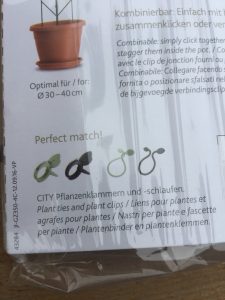 Kombinierbar: Einfach mit
zusammenklicken oder ver
Combinable: simply click togeth
stagger them inside the pot. / Co
avec le clip de jonction fourni ou
Combinable: Collegare facendo s
fornita o posizionare sfalsati nel
de bijgevoegde verbindingsclip
Optimal für / for:
Ø 30 – 40 cm
Perfect match!
CITY Pflanzenklammern und -schlaufen.
Plant ties and plant clips / Liens pour plantes et
agrafes pour plantes / Nastri per piante e fascette
per piante / Plantenbinder en plantenklemmen.